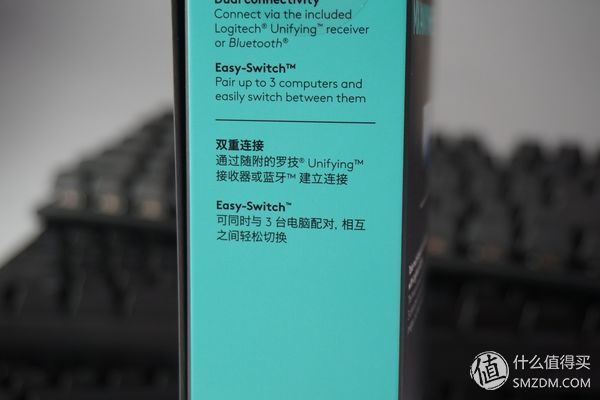 Dual connectivity
Connect via the included
Logitech® Unifying™ receiver
or Bluetooth®
Easy-Switch™
Pair up to 3 computers and
easily switch between them
双重连接
通过随附的罗技® Unifying™
接收器或蓝牙™ 建立连接
Easy-Switch™
可同时与 3 台电脑配对, 相互
之间轻松切换
值 什么值得买
SMZDM.COM